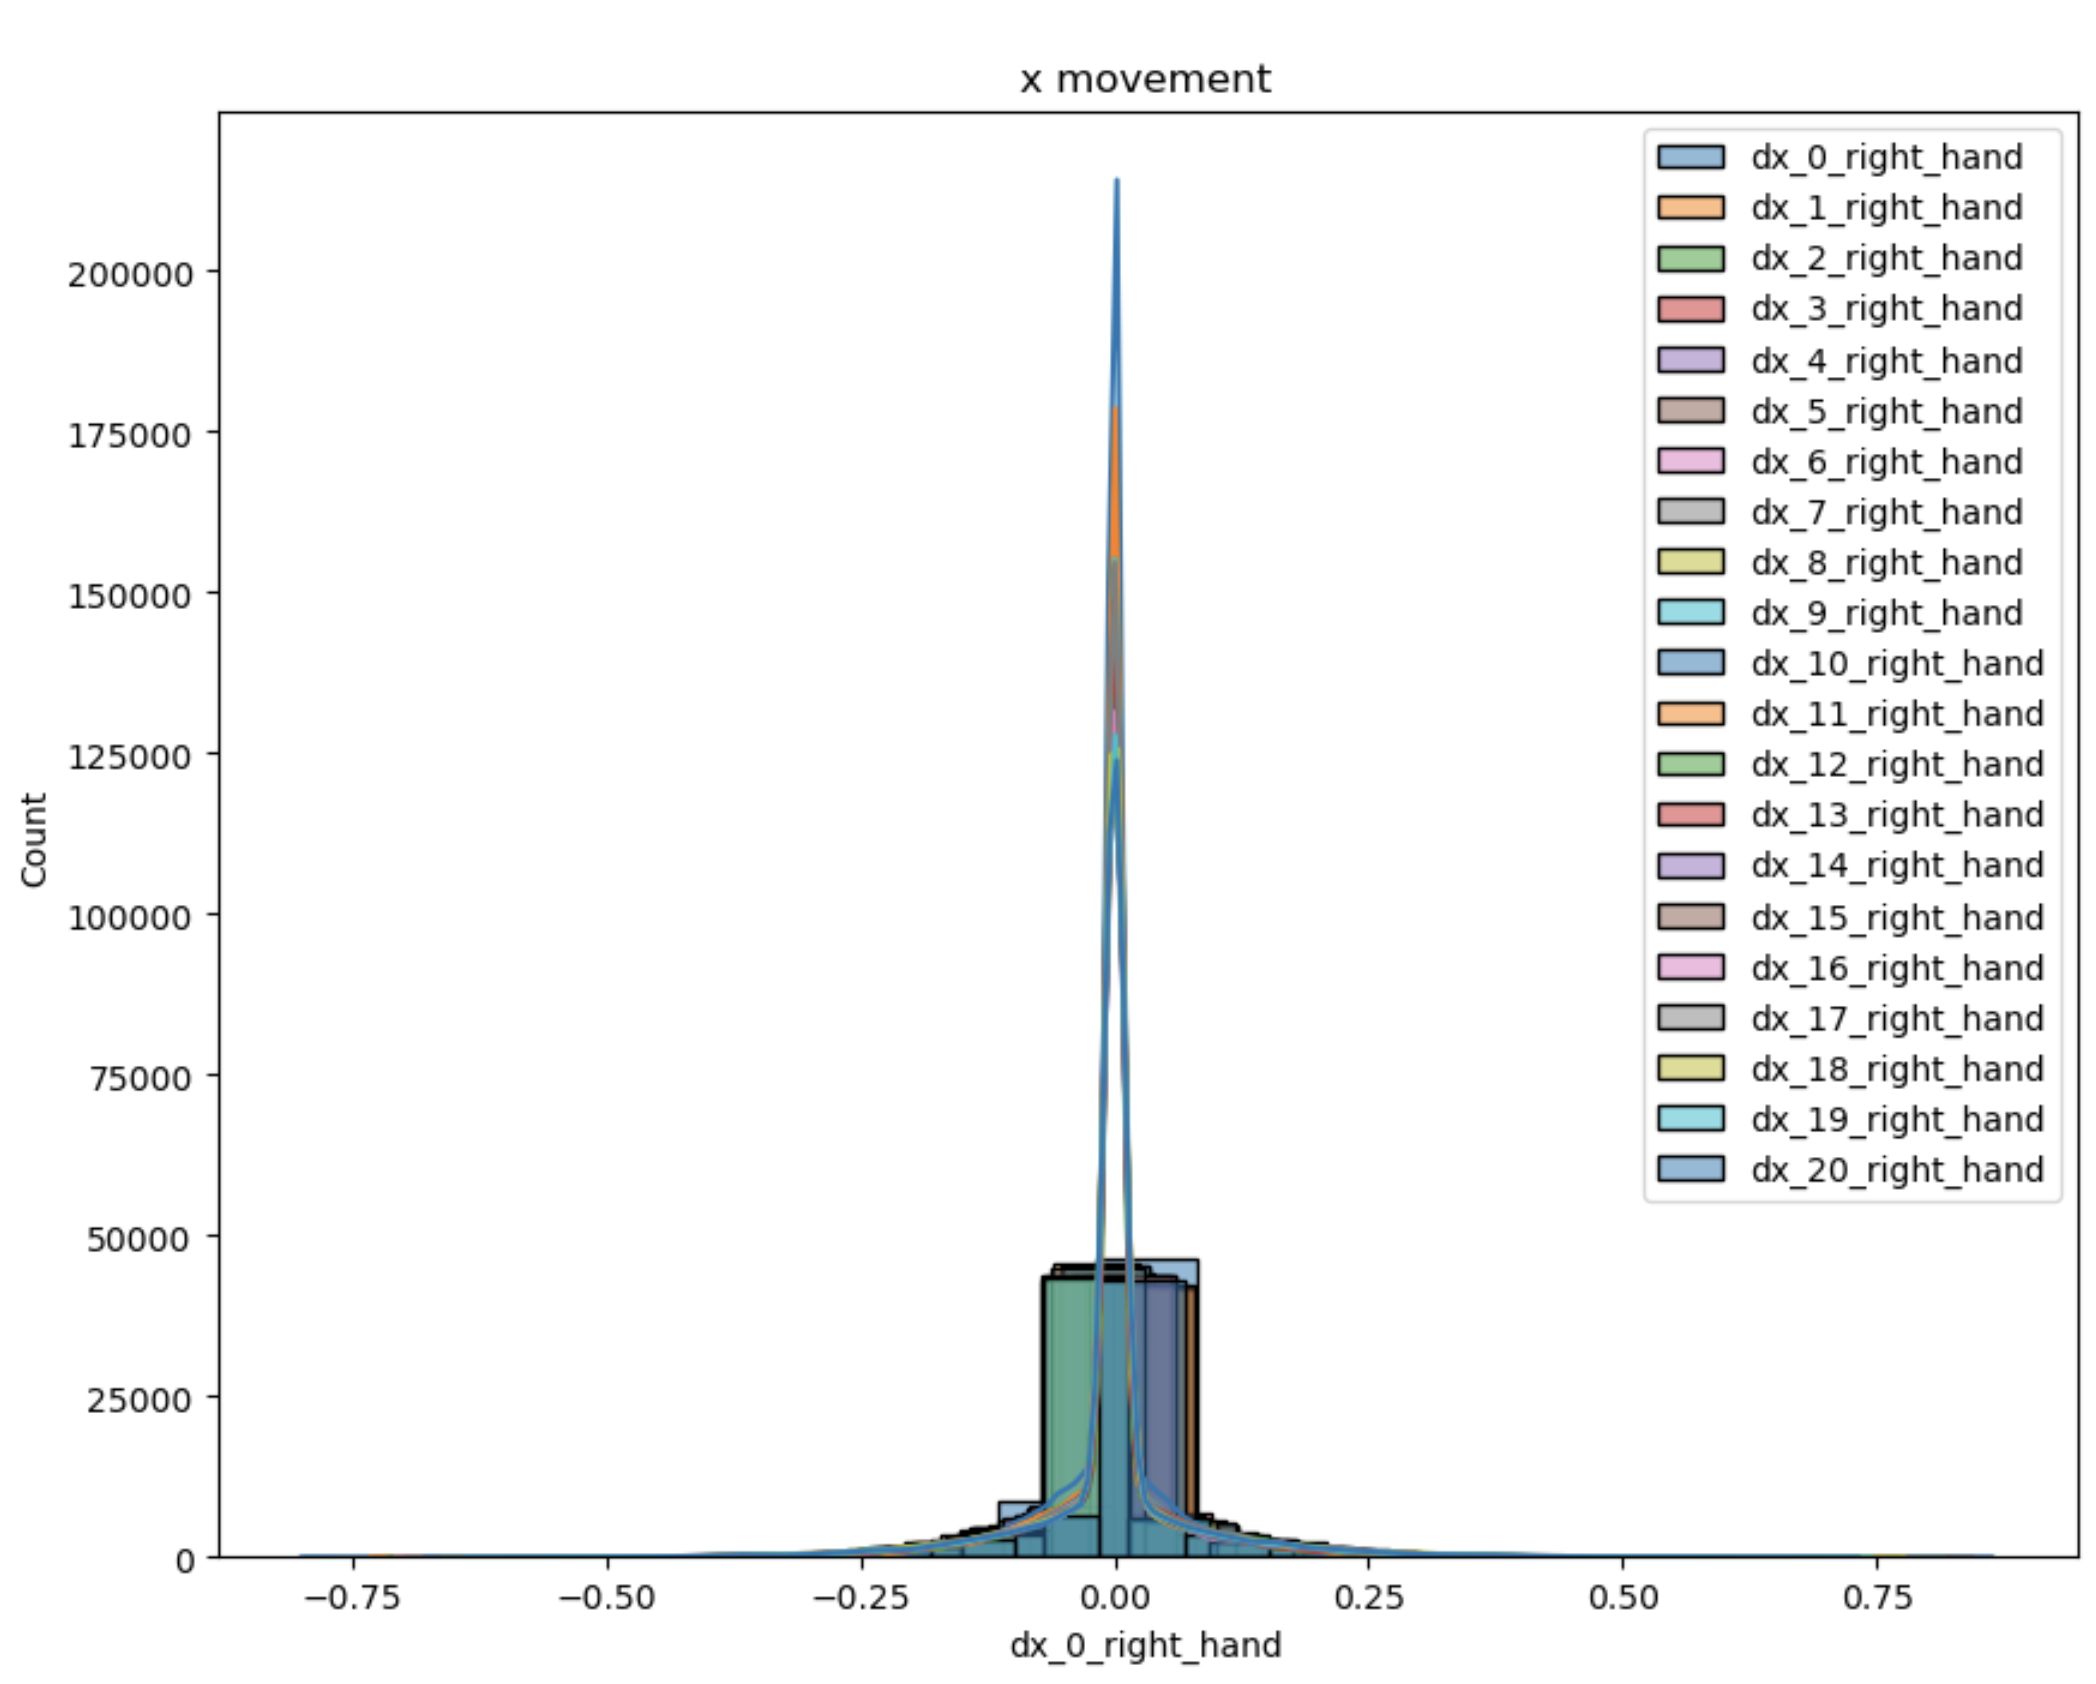 x movement
200000
175000
150000
125000
100000
75000
50000
25000
0
Count
−0.75 −0.50 −0.25 0.00 0.25 0.50 0.75
dx_0_right_hand
dx_0_right_hand
dx_1_right_hand
dx_2_right_hand
dx_3_right_hand
dx_4_right_hand
dx_5_right_hand
dx_6_right_hand
dx_7_right_hand
dx_8_right_hand
dx_9_right_hand
dx_10_right_hand
dx_11_right_hand
dx_12_right_hand
dx_13_right_hand
dx_14_right_hand
dx_15_right_hand
dx_16_right_hand
dx_17_right_hand
dx_18_right_hand
dx_19_right_hand
dx_20_right_hand